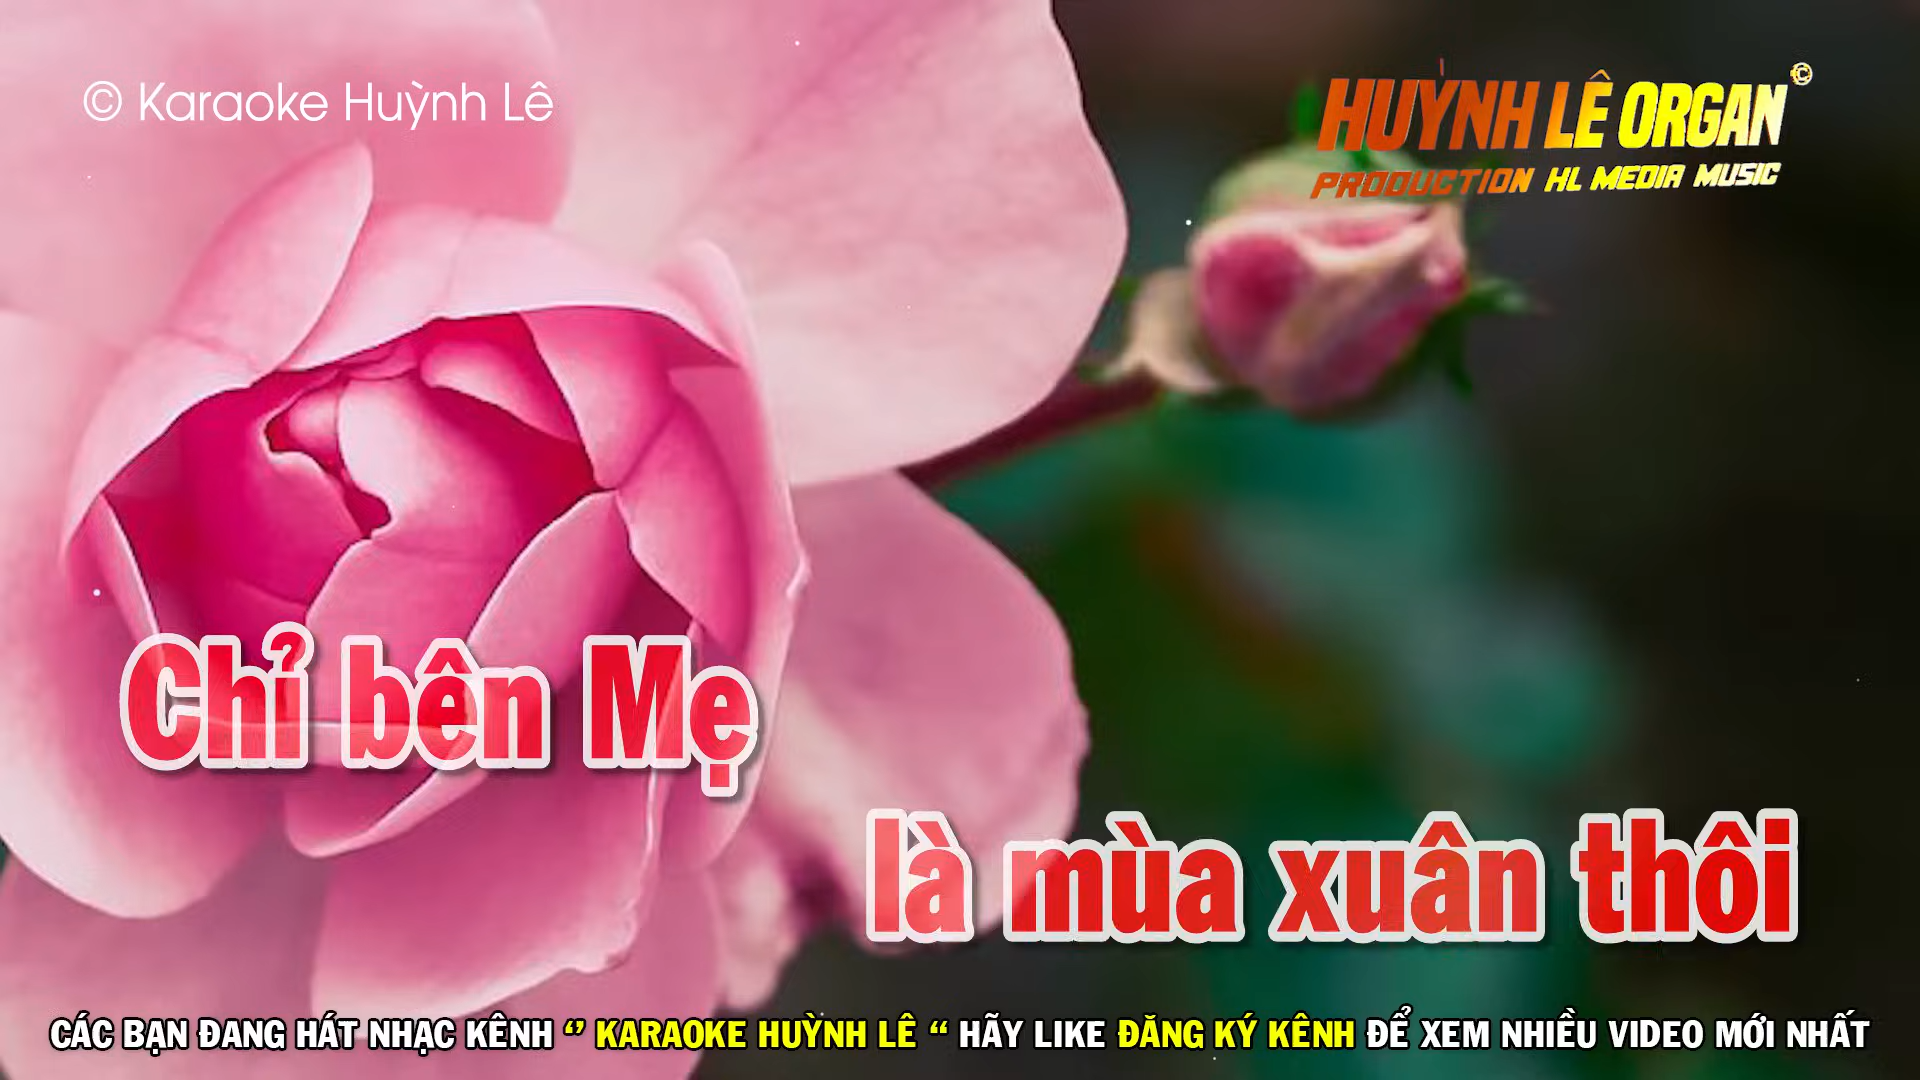 © Karaoke Huỳnh Lê
HUỲNH LÊ ORGAN ©
PRODUCTION HL MEDIA MUSIC
Chỉ bên Mẹ
là mùa xuân thôi
CÁC BẠN ĐANG HÁT NHẠC KÊNH ‘’ KARAOKE HUỲNH LÊ “ HÃY LIKE ĐĂNG KÝ KÊNH ĐỂ XEM NHIỀU VIDEO MỚI NHẤT